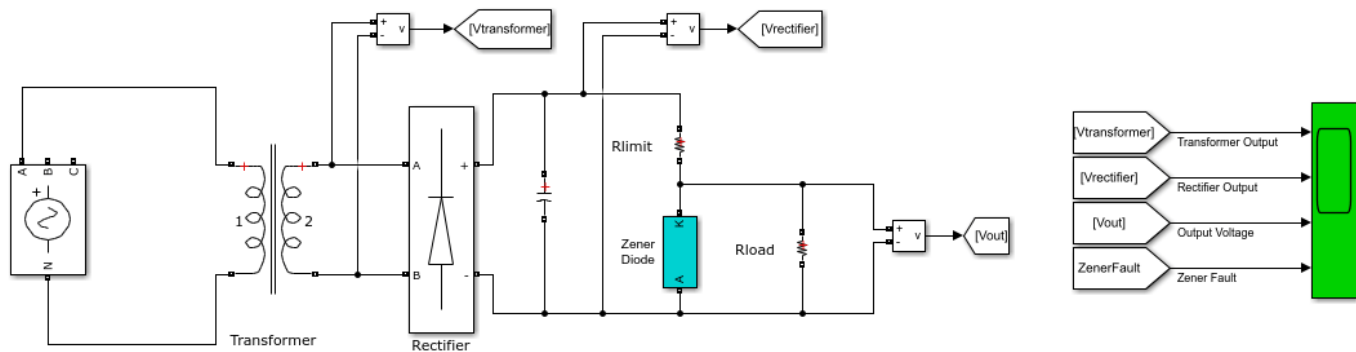 +
-
v
[Vtransformer]
+
-
v
[Vrectifier]
A
B
C
+
N
+
1
+
2
Transformer
A
B
+
-
Rectifier
+
Rlimit
K
Zener
Diode
A
Rload
+
-
v
[Vout]
[Vtransformer]
Transformer Output
[Vrectifier]
Rectifier Output
[Vout]
Output Voltage
ZenerFault
Zener Fault